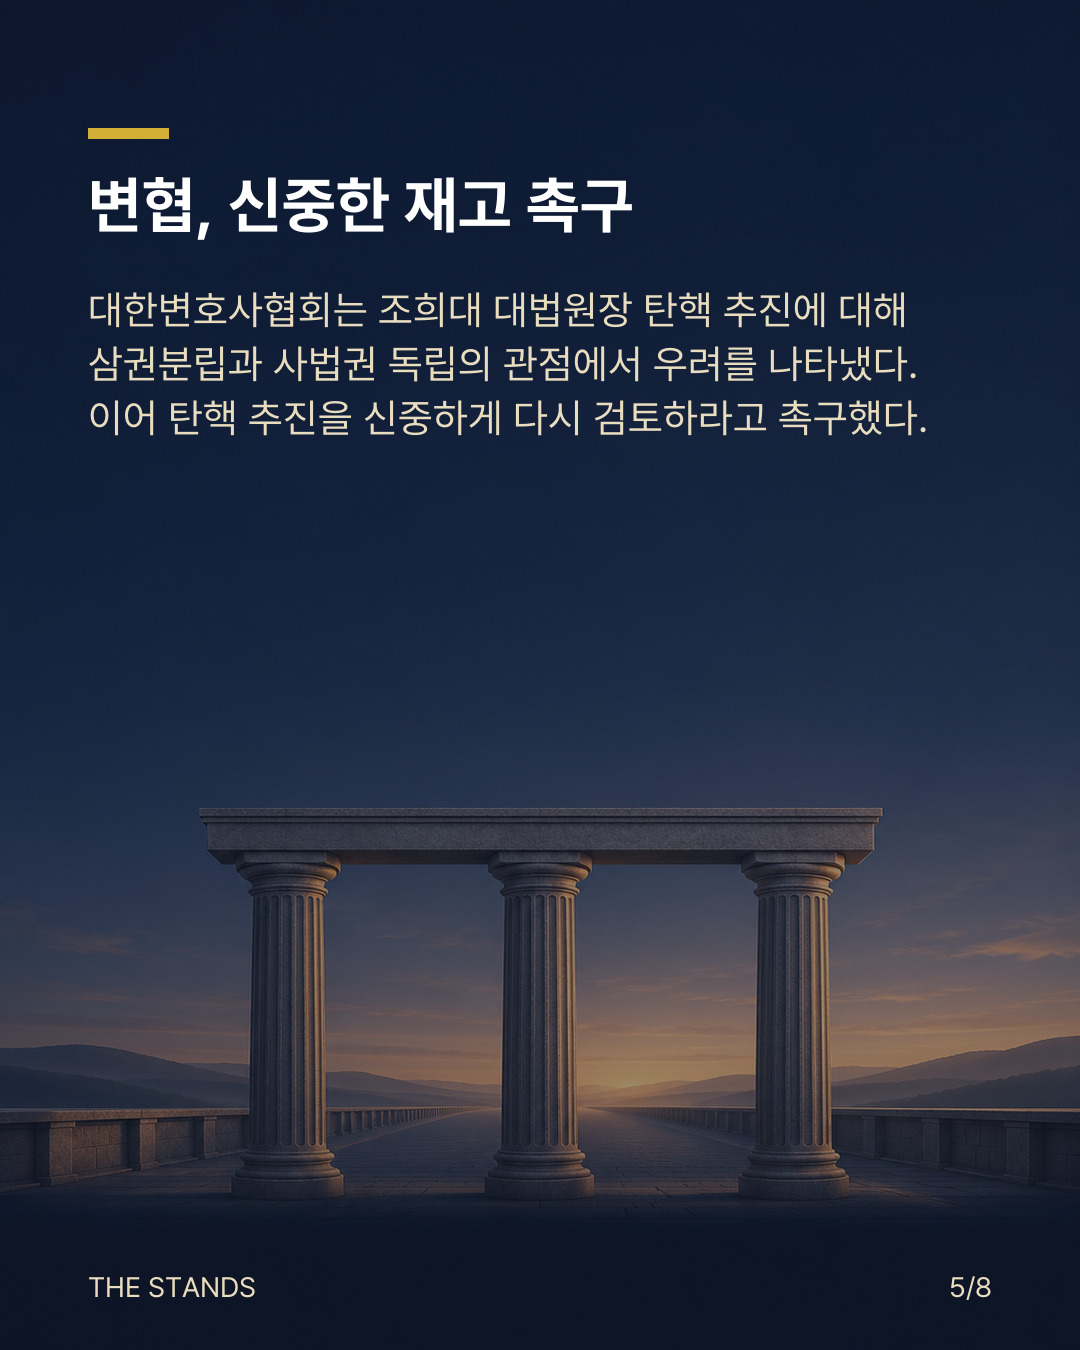 변협, 신중한 재고 촉구
대한변호사협회는 조희대 대법원장 탄핵 추진에 대해
삼권분립과 사법권 독립의 관점에서 우려를 나타냈다.
이어 탄핵 추진을 신중하게 다시 검토하라고 촉구했다.
THE STANDS
5/8